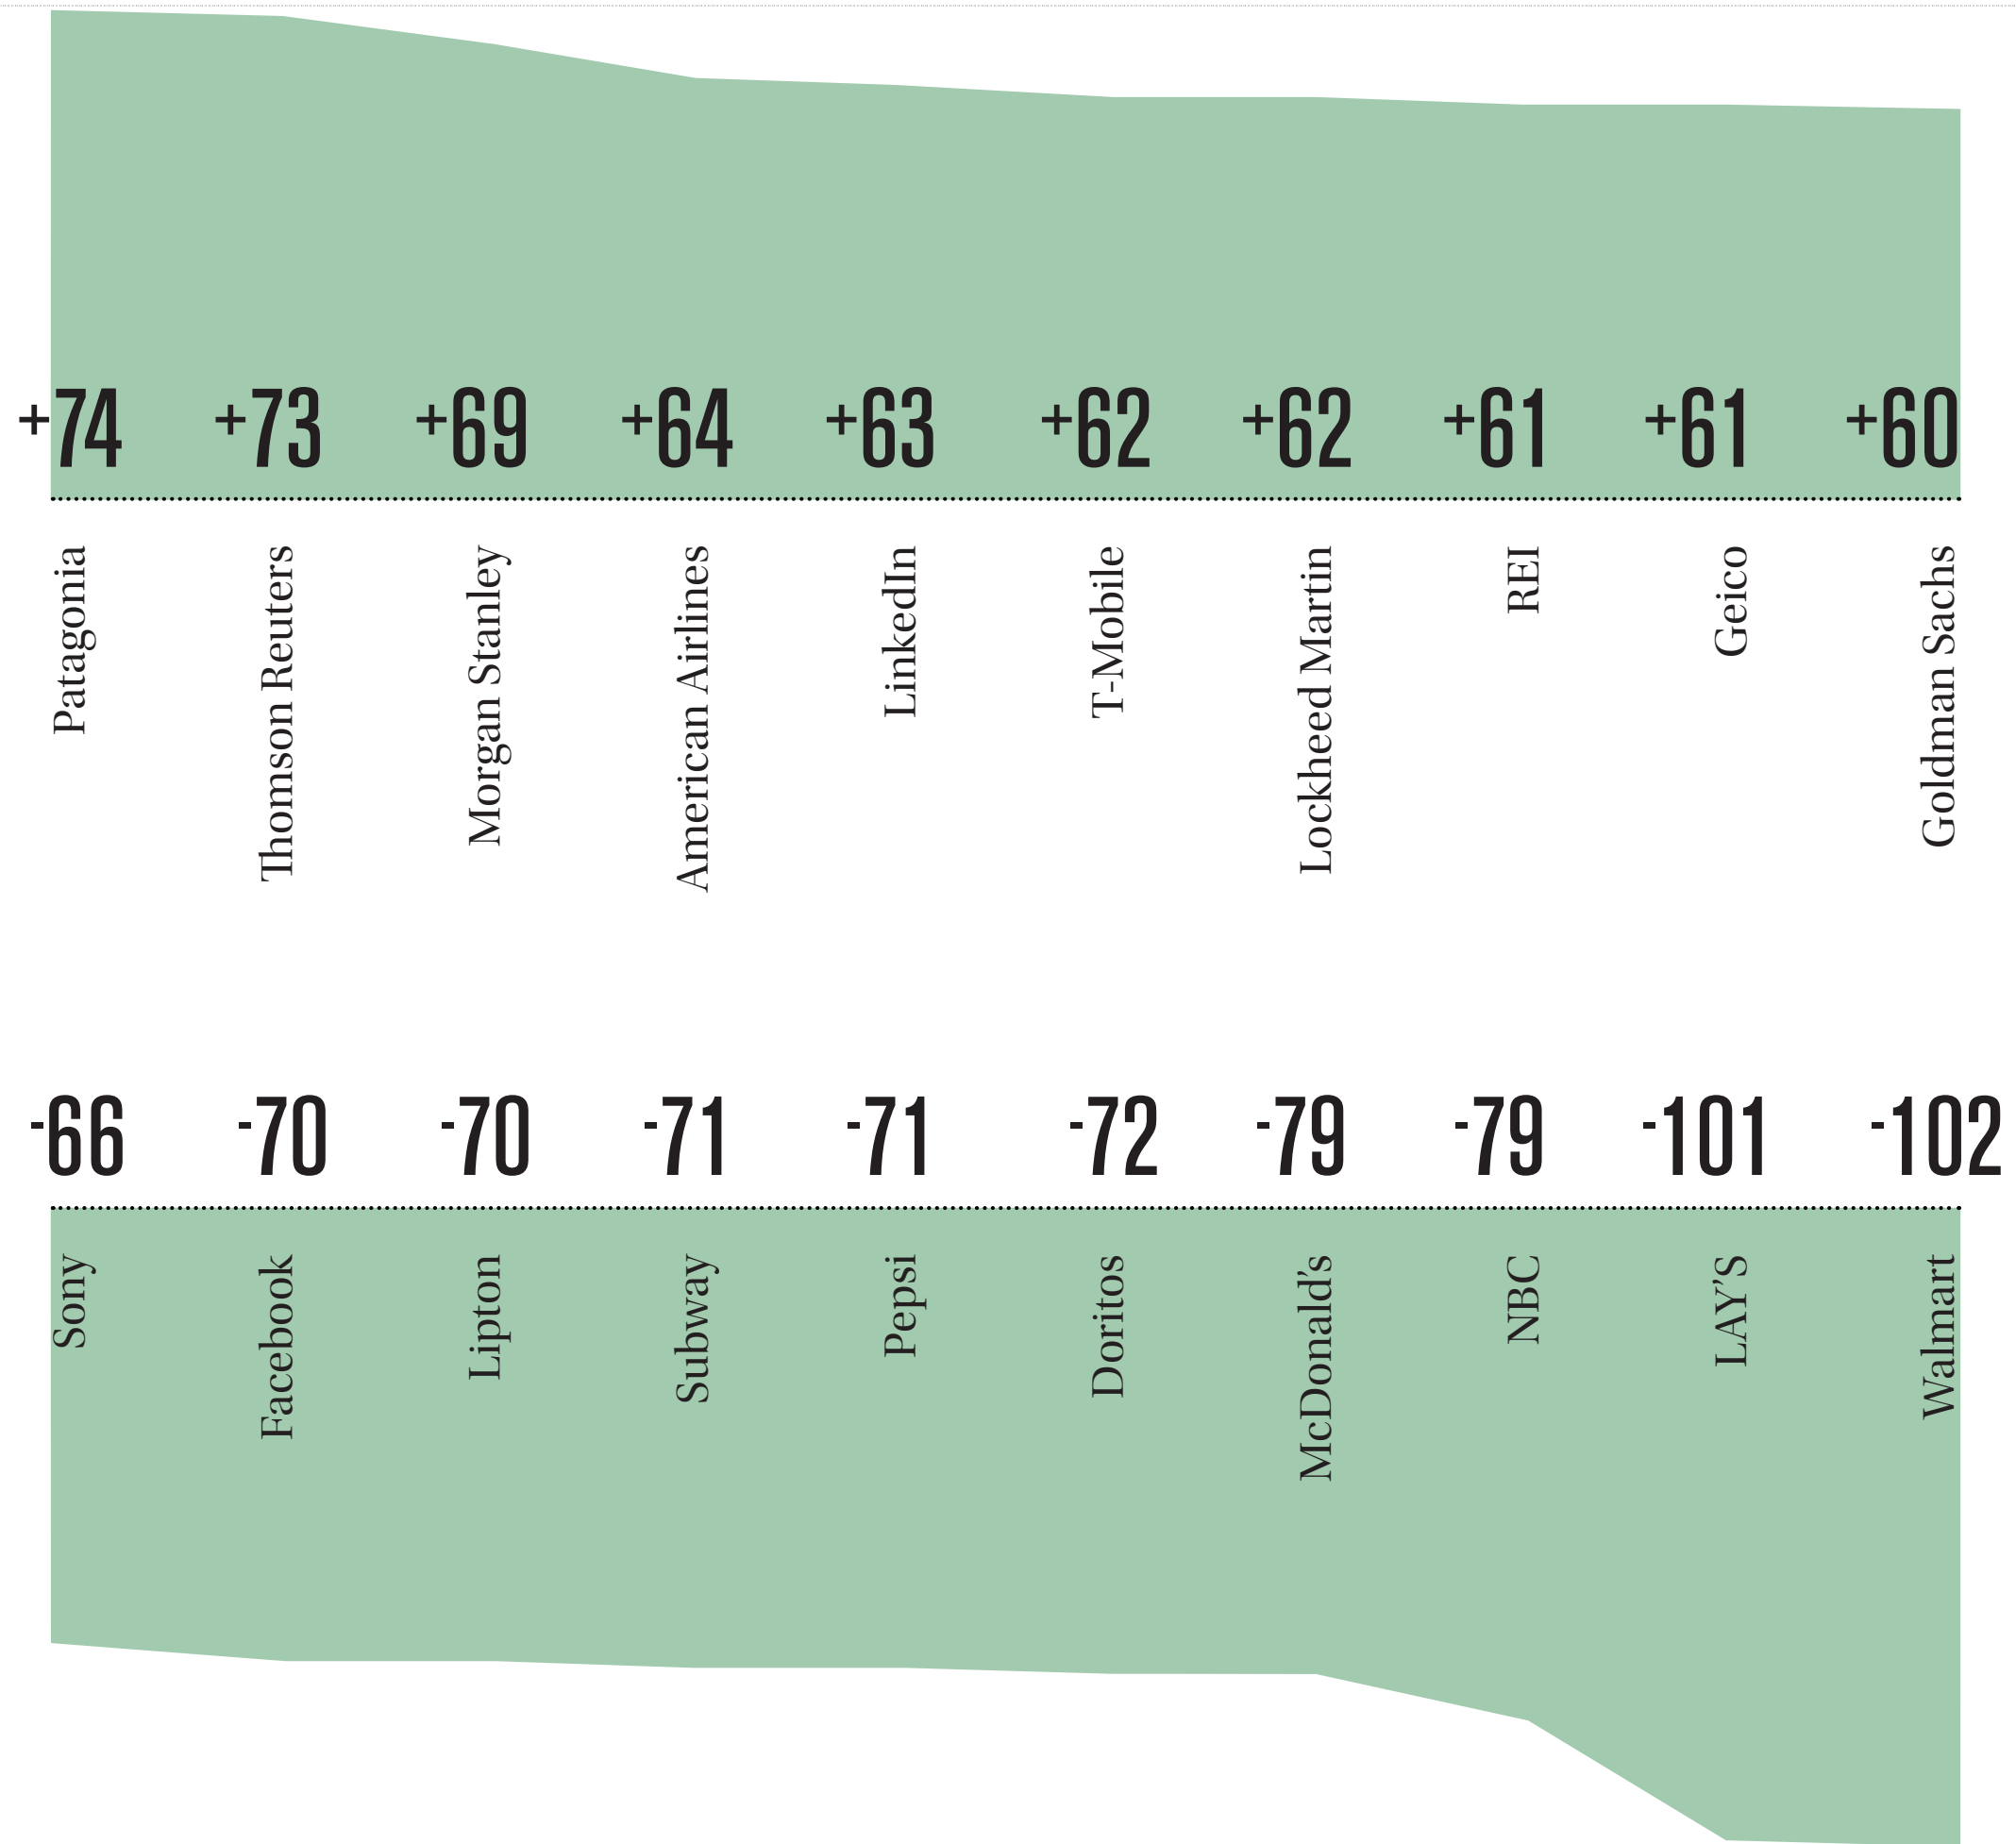 +74 +73 +69 +64 +63 +62 +62 +61 +61 +60
Patagonia
Thomson Reuters
Morgan Stanley
American Airlines
LinkedIn
T-Mobile
Lockheed Martin
REI
Geico
Goldman Sachs
-66 -70 -70 -71 -71 -72 -79 -79 -101 -102
Sony
Facebook
Lipton
Subway
Pepsi
Doritos
McDonald’s
NBC
LAY’S
Walmart